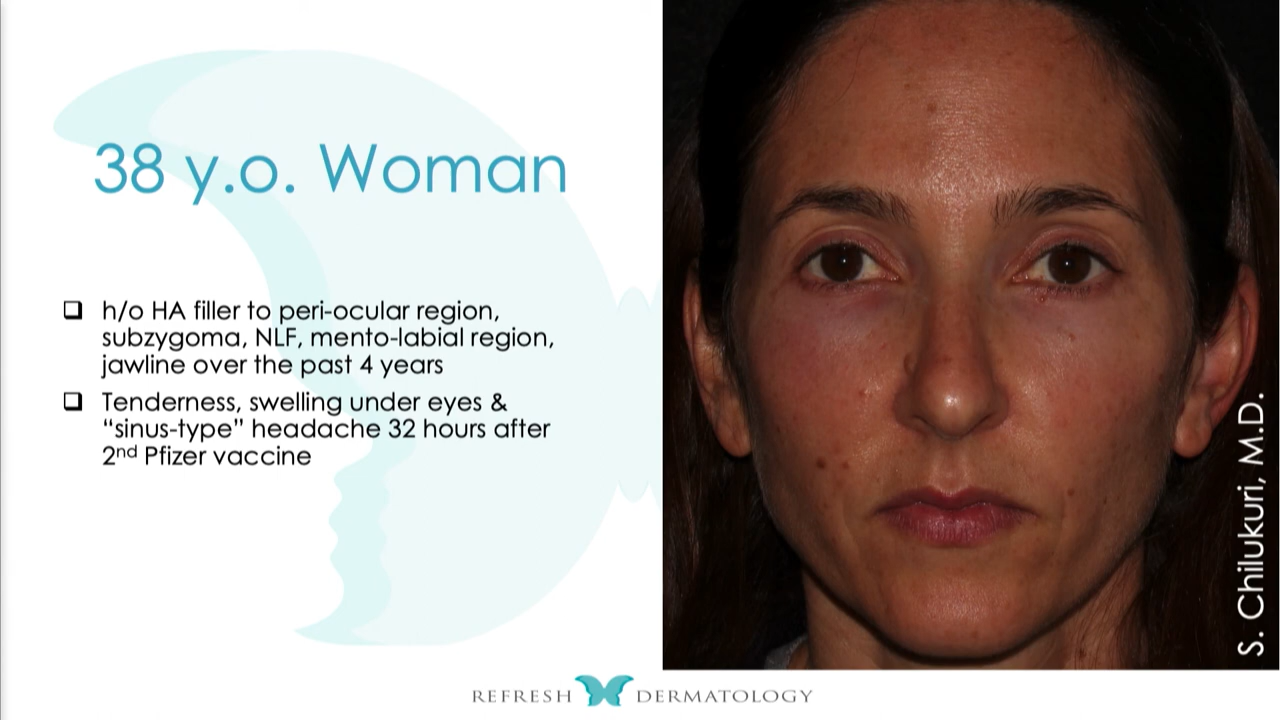 38 y.o. Woman
❑ h/o HA filler to peri-ocular region,
subzygoma, NLF, mento-labial region,
jawline over the past 4 years
❑ Tenderness, swelling under eyes &
“sinus-type” headache 32 hours after
2nd Pfizer vaccine
S. Chilukuri, M.D.
REFRESH DERMATOLOGY